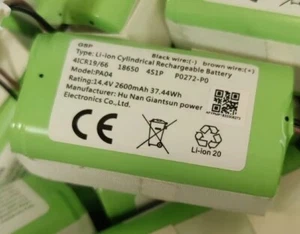 GBP
Black wire:(-) brown wire:(+)
Type: Li-ion Cylindrical Rechargeable Battery
4ICR19/66 18650 4S1P P0272-P0
Model:PA04
Rating:14.4V 2600mAh 37.44Wh
Manufacturer: Hu Nan Giantsun power
Electronics Co.,Ltd.
CE
Li-ion 20